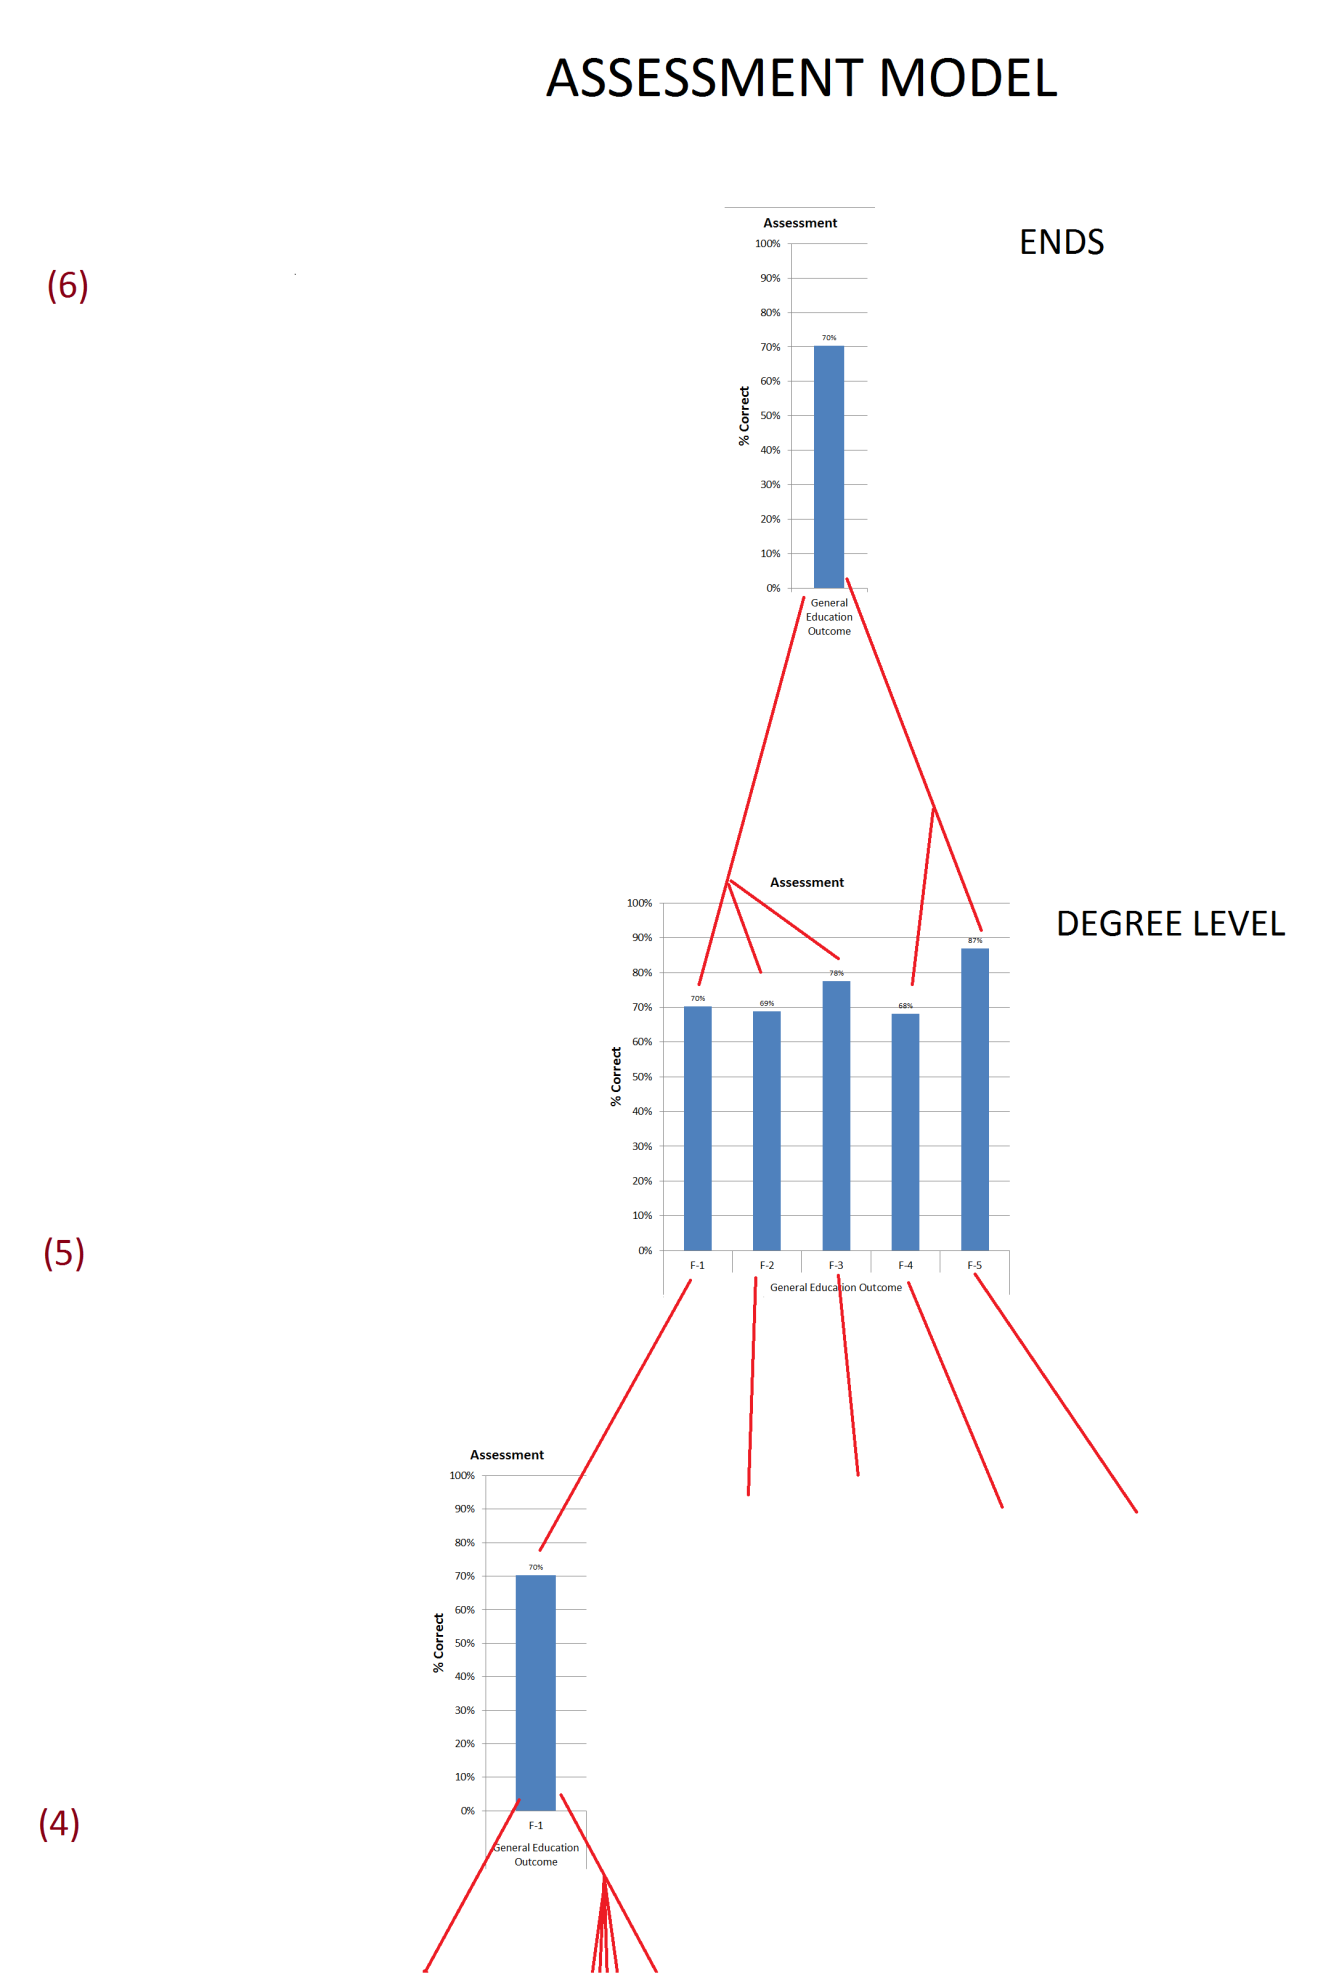 ASSESSMENT MODEL
ENDS
(6)
Assessment
100%
90%
80%
70%
60%
50%
40%
30%
20%
10%
0%
% Correct
70%
General
Education
Outcome
DEGREE LEVEL
(5)
Assessment
100%
90%
80%
70%
60%
50%
40%
30%
20%
10%
0%
% Correct
70%
69%
78%
68%
87%
F-1 F-2 F-3 F-4 F-5
General Education Outcome
(4)
Assessment
100%
90%
80%
70%
60%
50%
40%
30%
20%
10%
0%
% Correct
70%
F-1
General Education
Outcome